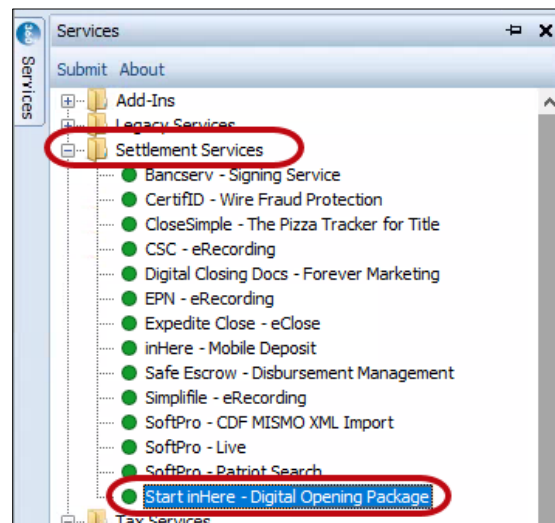 360
Services
Services
Submit About
Add-Ins
Legacy Services
Settlement Services
Bancserv - Signing Service
CertifID - Wire Fraud Protection
CloseSimple - The Pizza Tracker for Title
CSC - eRecording
Digital Closing Docs - Forever Marketing
EPN - eRecording
Expedite Close - eClose
inHere - Mobile Deposit
Safe Escrow - Disbursement Management
Simplifile - eRecording
SoftPro - CDF MISMO XML Import
SoftPro - Live
SoftPro - Patriot Search
Start inHere - Digital Opening Package
Tax Services